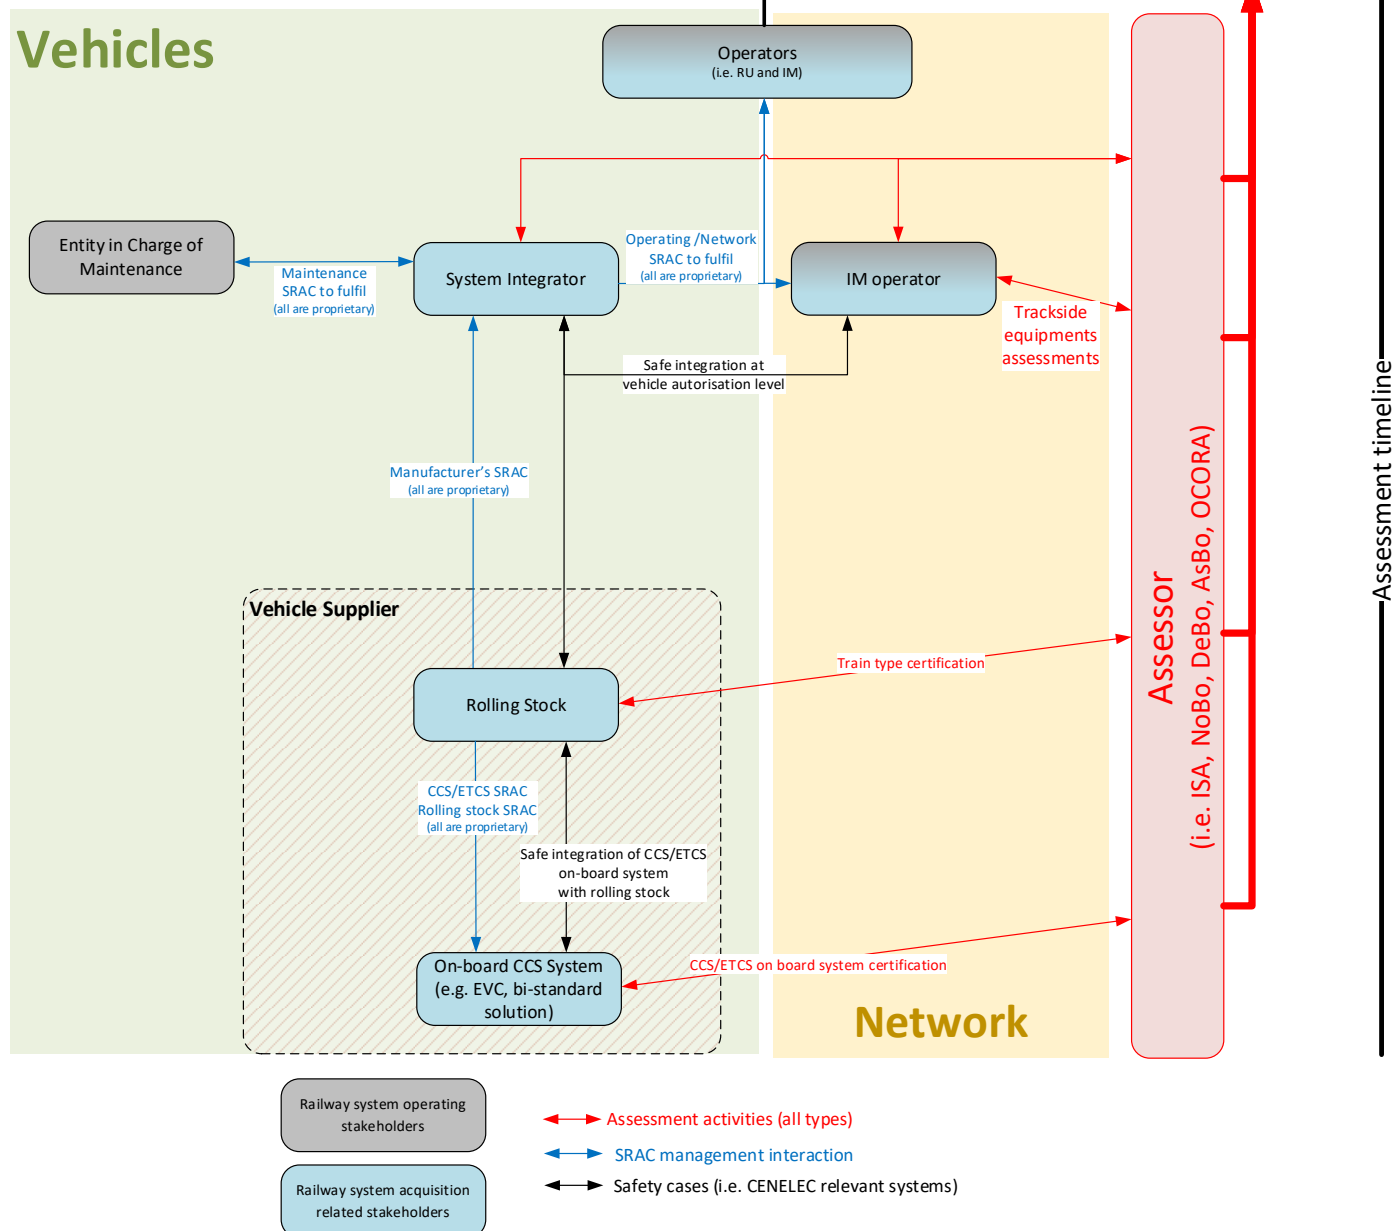 Vehicles
Operators
(i.e. RU and IM)
Entity in Charge of
Maintenance
Maintenance
SRAC to fulfil
(all are proprietary)
System Integrator
Operating /Network
SRAC to fulfil
(all are proprietary)
IM operator
Trackside
equipments
assessments
Safe integration at
vehicle autorisation level
Manufacturer's SRAC
(all are proprietary)
Vehicle Supplier
Rolling Stock
Train type certification
CCS/ETCS SRAC
Rolling stock SRAC
(all are proprietary)
Safe integration of CCS/ETCS
on-board system
with rolling stock
On-board CCS System
(e.g. EVC, bi-standard
solution)
CCS/ETCS on board system certification
Network
Assessor
(i.e. ISA, NoBo, DeBo, AsBo, OCORA)
Assessment timeline
Railway system operating
stakeholders
Railway system acquisition
related stakeholders
Assessment activities (all types)
SRAC management interaction
Safety cases (i.e. CENELEC relevant systems)